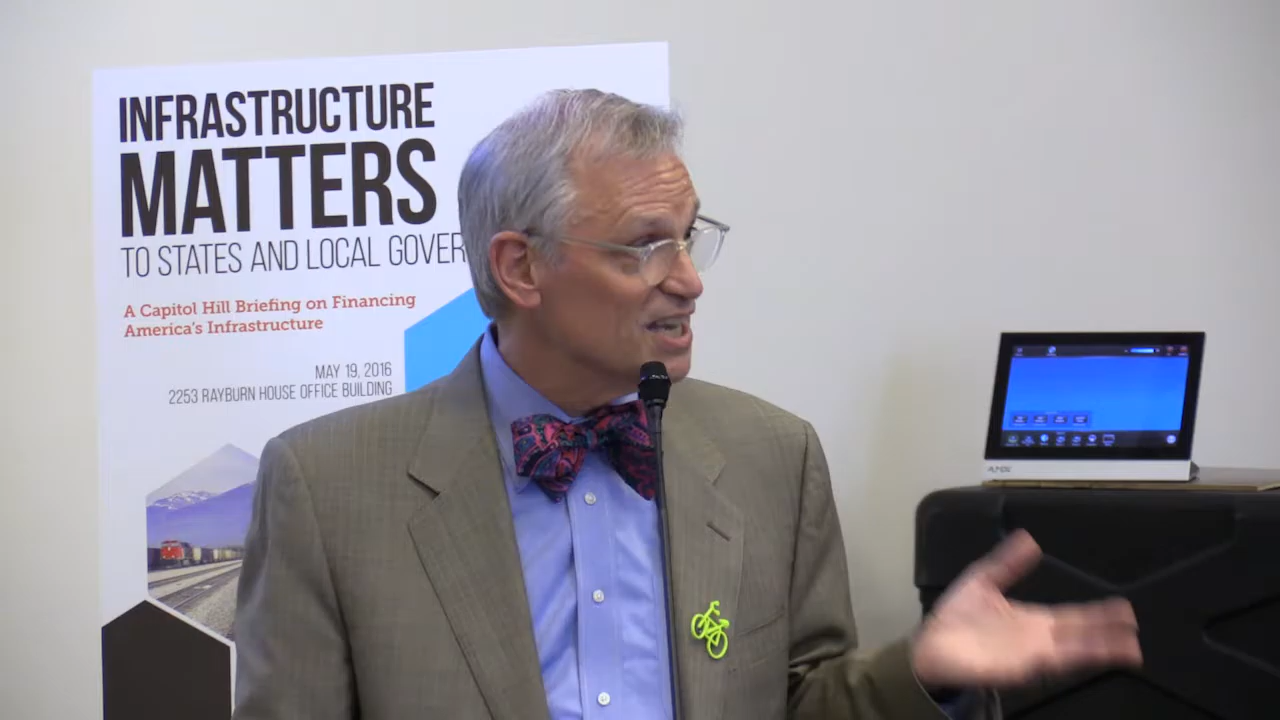 INFRASTRUCTURE
MATTERS
TO STATES AND LOCAL GOVER
A Capitol Hill Briefing on Financing
America's Infrastructure
MAY 19, 2016
2253 RAYBURN HOUSE OFFICE BUILDING
AMX